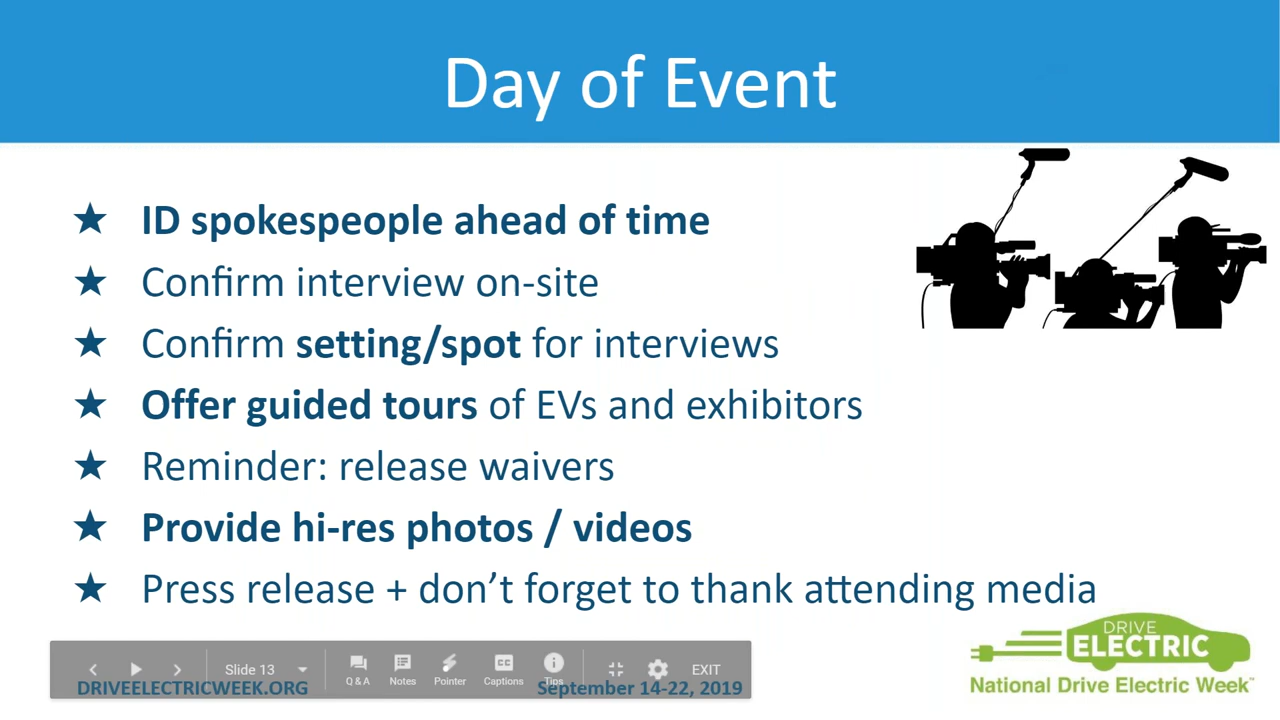 Day of Event
★ ID spokespeople ahead of time
★ Confirm interview on-site
★ Confirm setting/spot for interviews
★ Offer guided tours of EVs and exhibitors
★ Reminder: release waivers
★ Provide hi-res photos / videos
★ Press release + don’t forget to thank attending media
DRIVE
ELECTRIC
National Drive Electric Week™
Slide 13
Q & A
Notes
Pointer
Captions
Tips
EXIT
DRIVEELECTRICWEEK.ORG
September 14-22, 2019